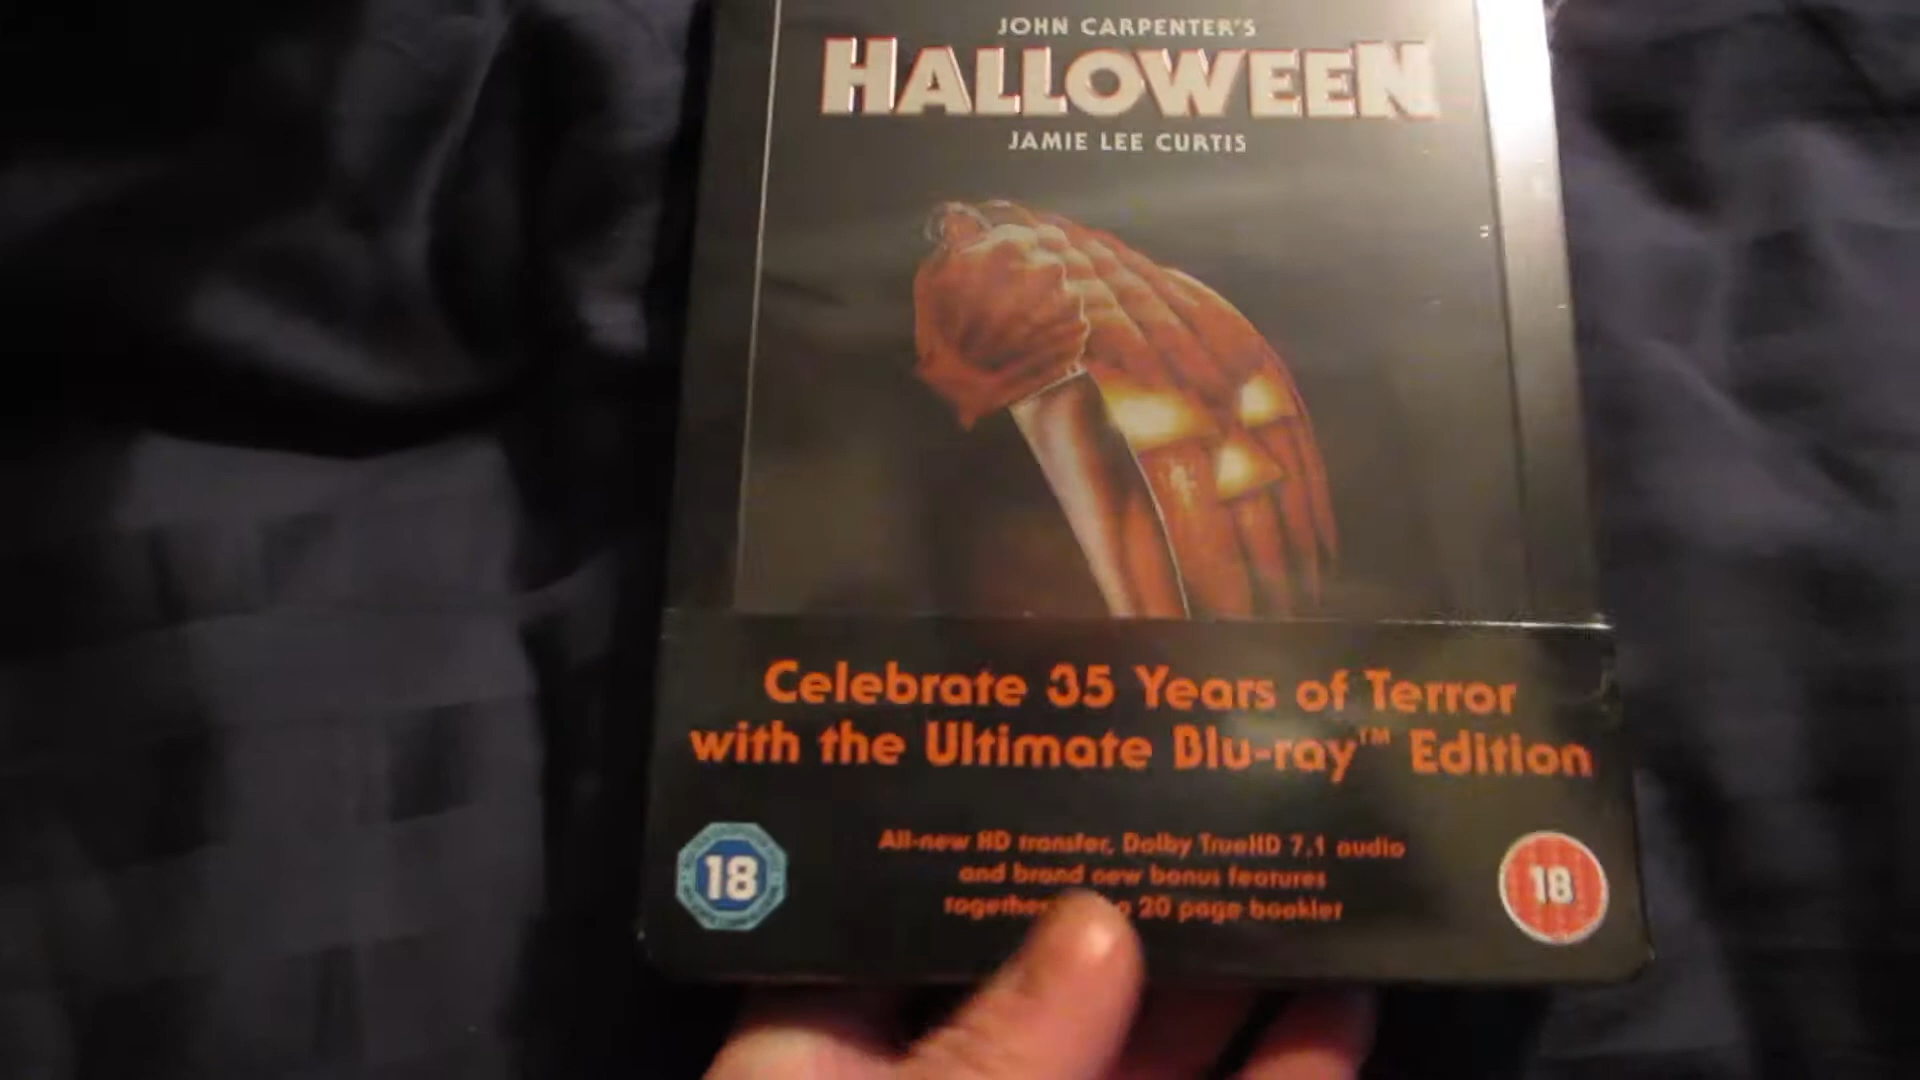 JOHN CARPENTER'S
HALLOWEEN
JAMIE LEE CURTIS
Celebrate 35 Years of Terror
with the Ultimate Blu-ray™ Edition
18
All-new HD transfer, Dolby TrueHD 7.1 audio
and brand new bonus features
together a 20 page booklet
18